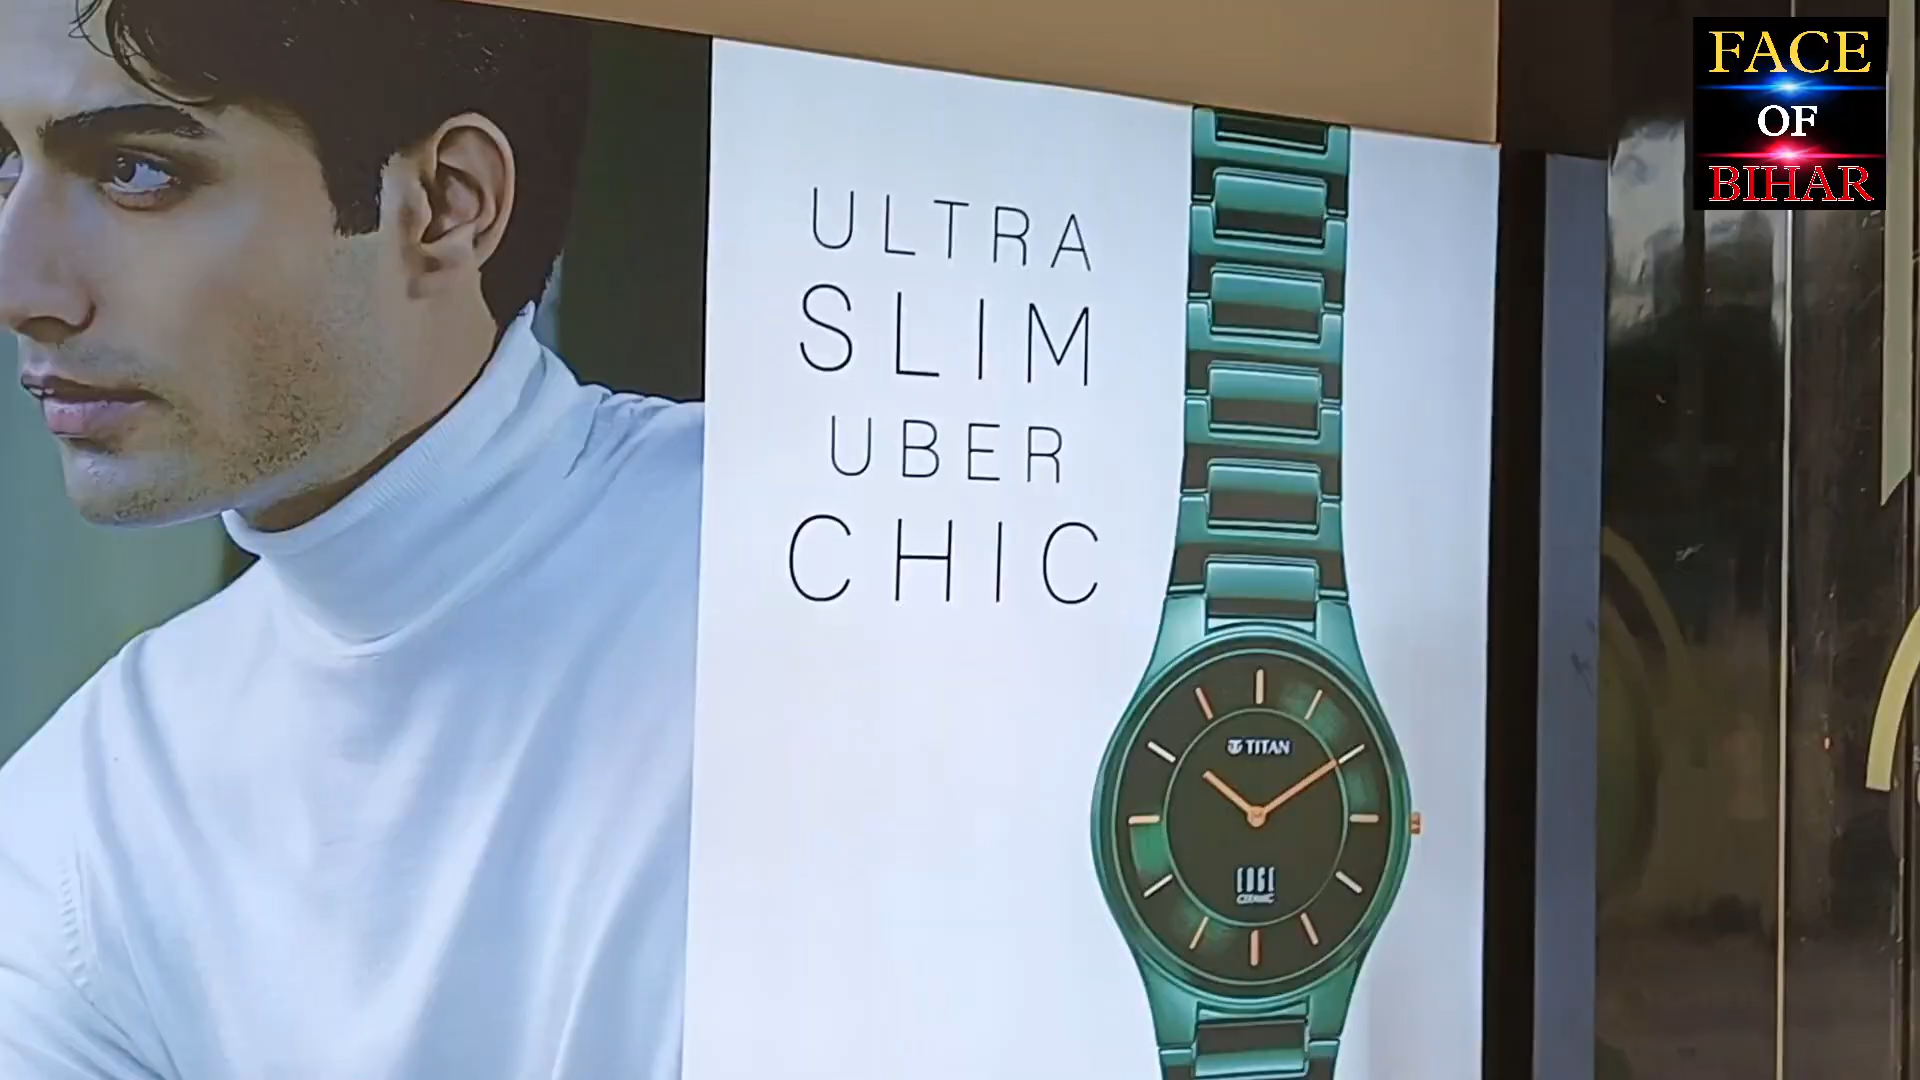 ULTRA
SLIM
UBER
CHIC
TITAN
EDGE
CERAMIC
FACE
OF
BIHAR